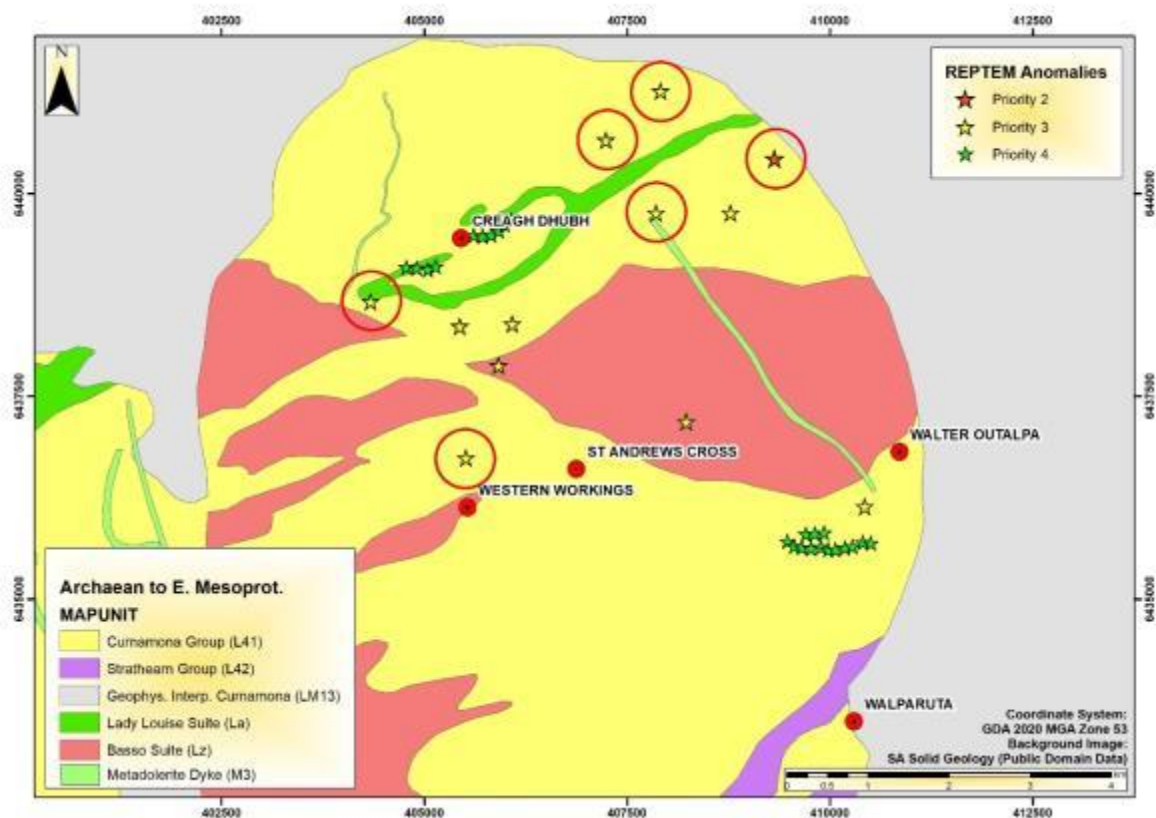 402500 405000 407500 410000 412500
N
REPTEM Anomalies
Priority 2
Priority 3
Priority 4
6440000 6440000
CREAGH DHUBH
6437500 6437500
WALTER OUTALPA
ST ANDREWS CROSS
WESTERN WORKINGS
6435000 6435000
Archaean to E. Mesoprot.
MAPUNIT
Curnamona Group (L41)
Strathearn Group (L42)
Geophys. Interp. Curnamona (LM13)
Lady Louise Suite (La)
Basso Suite (Lz)
Metadolerite Dyke (M3)
WALPARUTA
Coordinate System:
GDA 2020 MGA Zone 53
Background Image:
SA Solid Geology (Public Domain Data)
km
0 0.5 1 2 3 4
402500 405000 407500 410000 412500